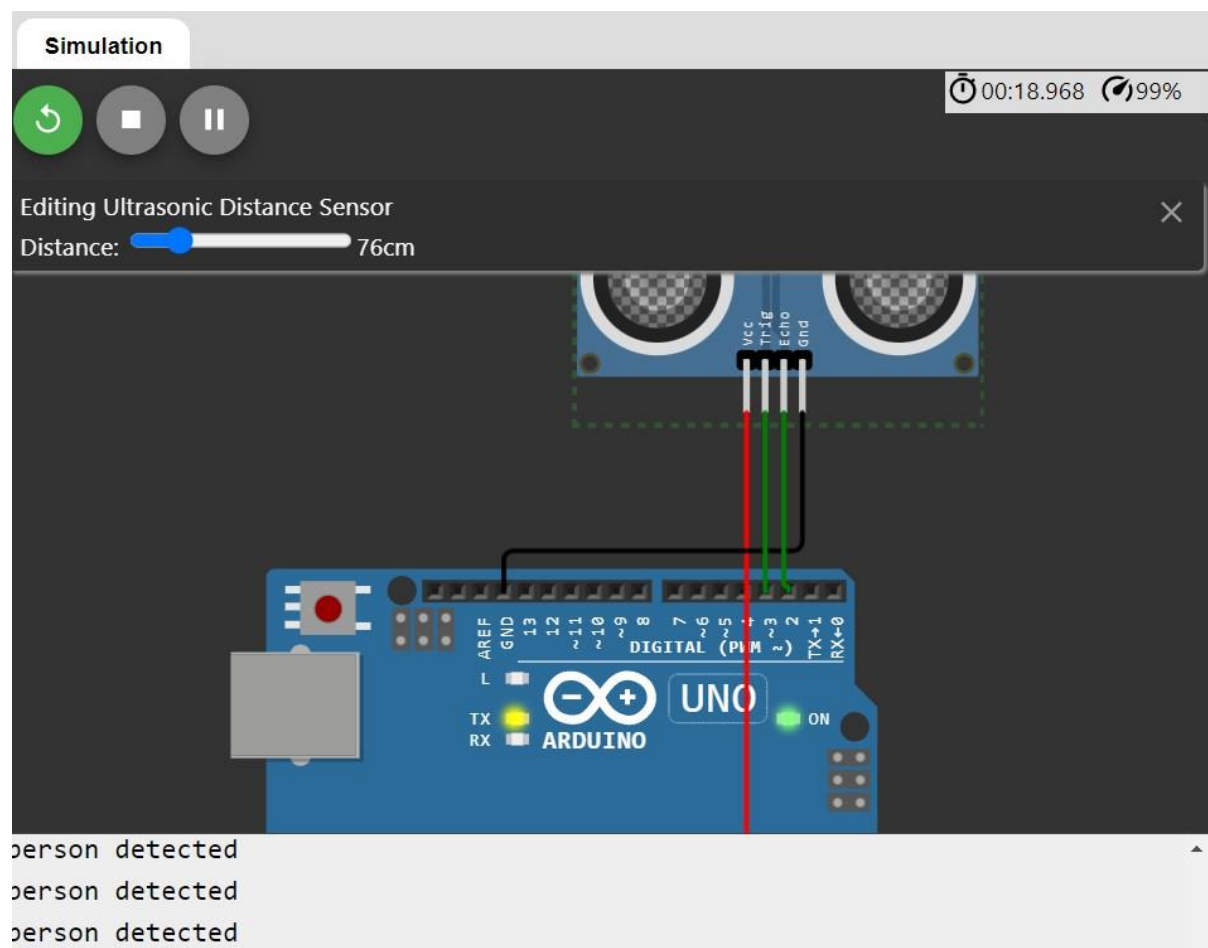 Simulation
00:18.968 99%
Editing Ultrasonic Distance Sensor
Distance: 76cm
Vcc
Trig
Echo
Gnd
AREF
GND
13
12
~11
~10
~9
8
7
~6
~5
4
~3
2
TX→1
RX←0
DIGITAL (PWM ~)
L
TX
RX
ARDUINO
UNO
ON
person detected
person detected
person detected